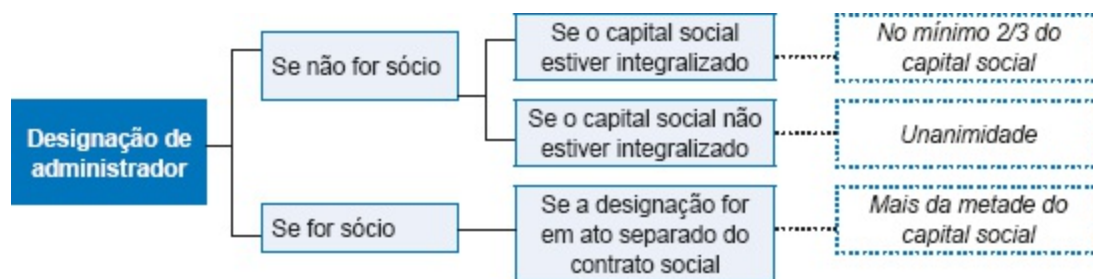 Designação de
administrador
Se não for sócio
Se o capital social
estiver integralizado
No mínimo 2/3 do
capital social
Se o capital social não
estiver integralizado
Unanimidade
Se for sócio
Se a designação for
em ato separado do
contrato social
Mais da metade do
capital social